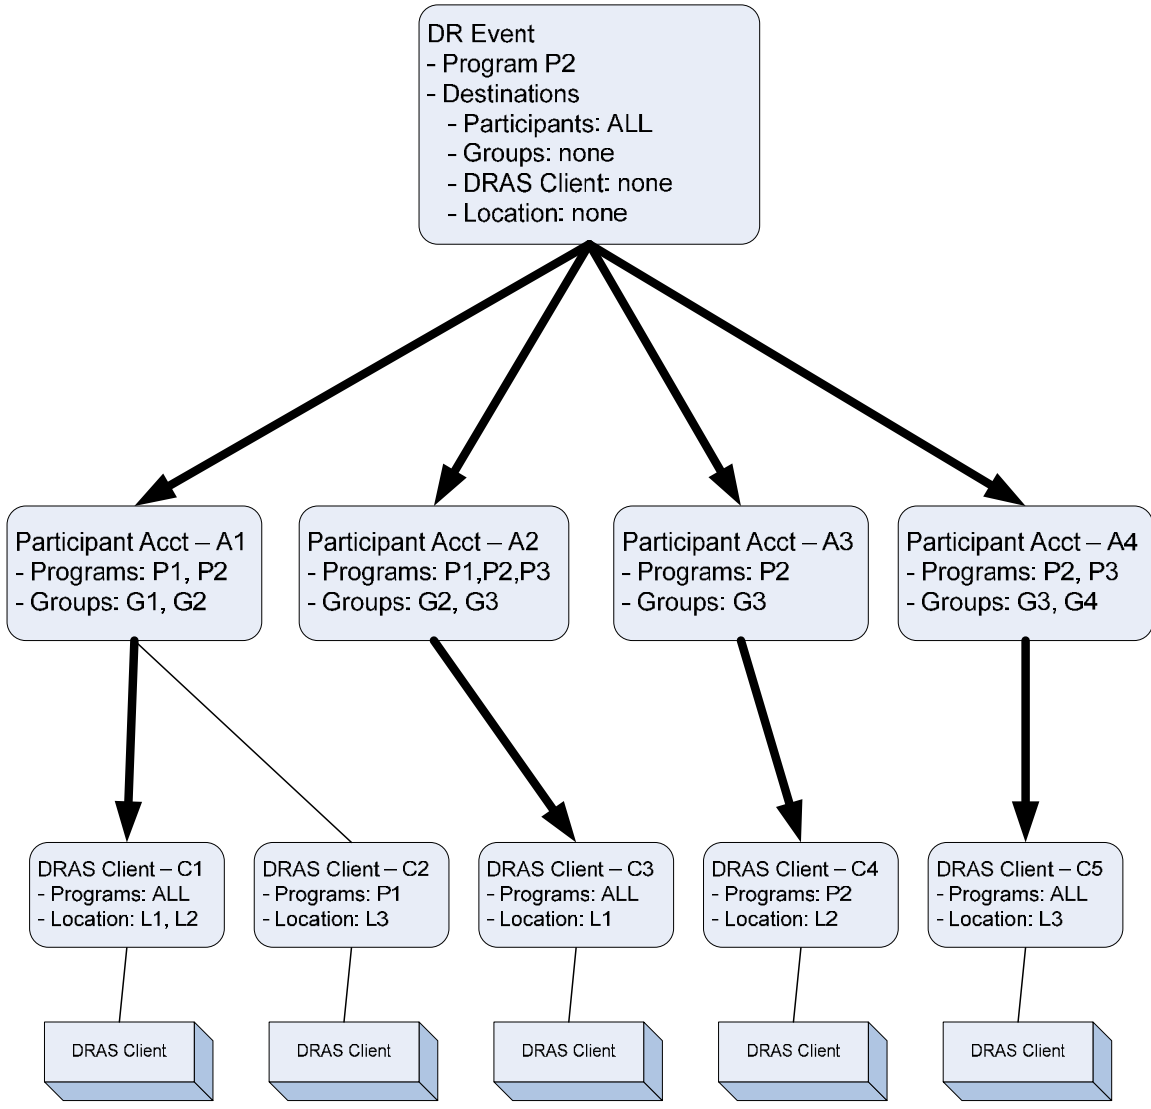 DR Event
- Program P2
- Destinations
- Participants: ALL
- Groups: none
- DRAS Client: none
- Location: none
Participant Acct – A1
- Programs: P1, P2
- Groups: G1, G2
Participant Acct – A2
- Programs: P1,P2,P3
- Groups: G2, G3
Participant Acct – A3
- Programs: P2
- Groups: G3
Participant Acct – A4
- Programs: P2, P3
- Groups: G3, G4
DRAS Client – C1
- Programs: ALL
- Location: L1, L2
DRAS Client – C2
- Programs: P1
- Location: L3
DRAS Client – C3
- Programs: ALL
- Location: L1
DRAS Client – C4
- Programs: P2
- Location: L2
DRAS Client – C5
- Programs: ALL
- Location: L3
DRAS Client
DRAS Client
DRAS Client
DRAS Client
DRAS Client